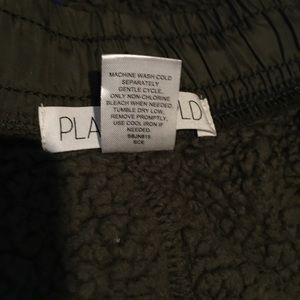 MACHINE WASH COLD
SEPARATELY
GENTLE CYCLE.
ONLY NON-CHLORINE
BLEACH WHEN NEEDED.
TUMBLE DRY LOW.
REMOVE PROMPTLY.
USE COOL IRON IF
NEEDED.
PLA LD